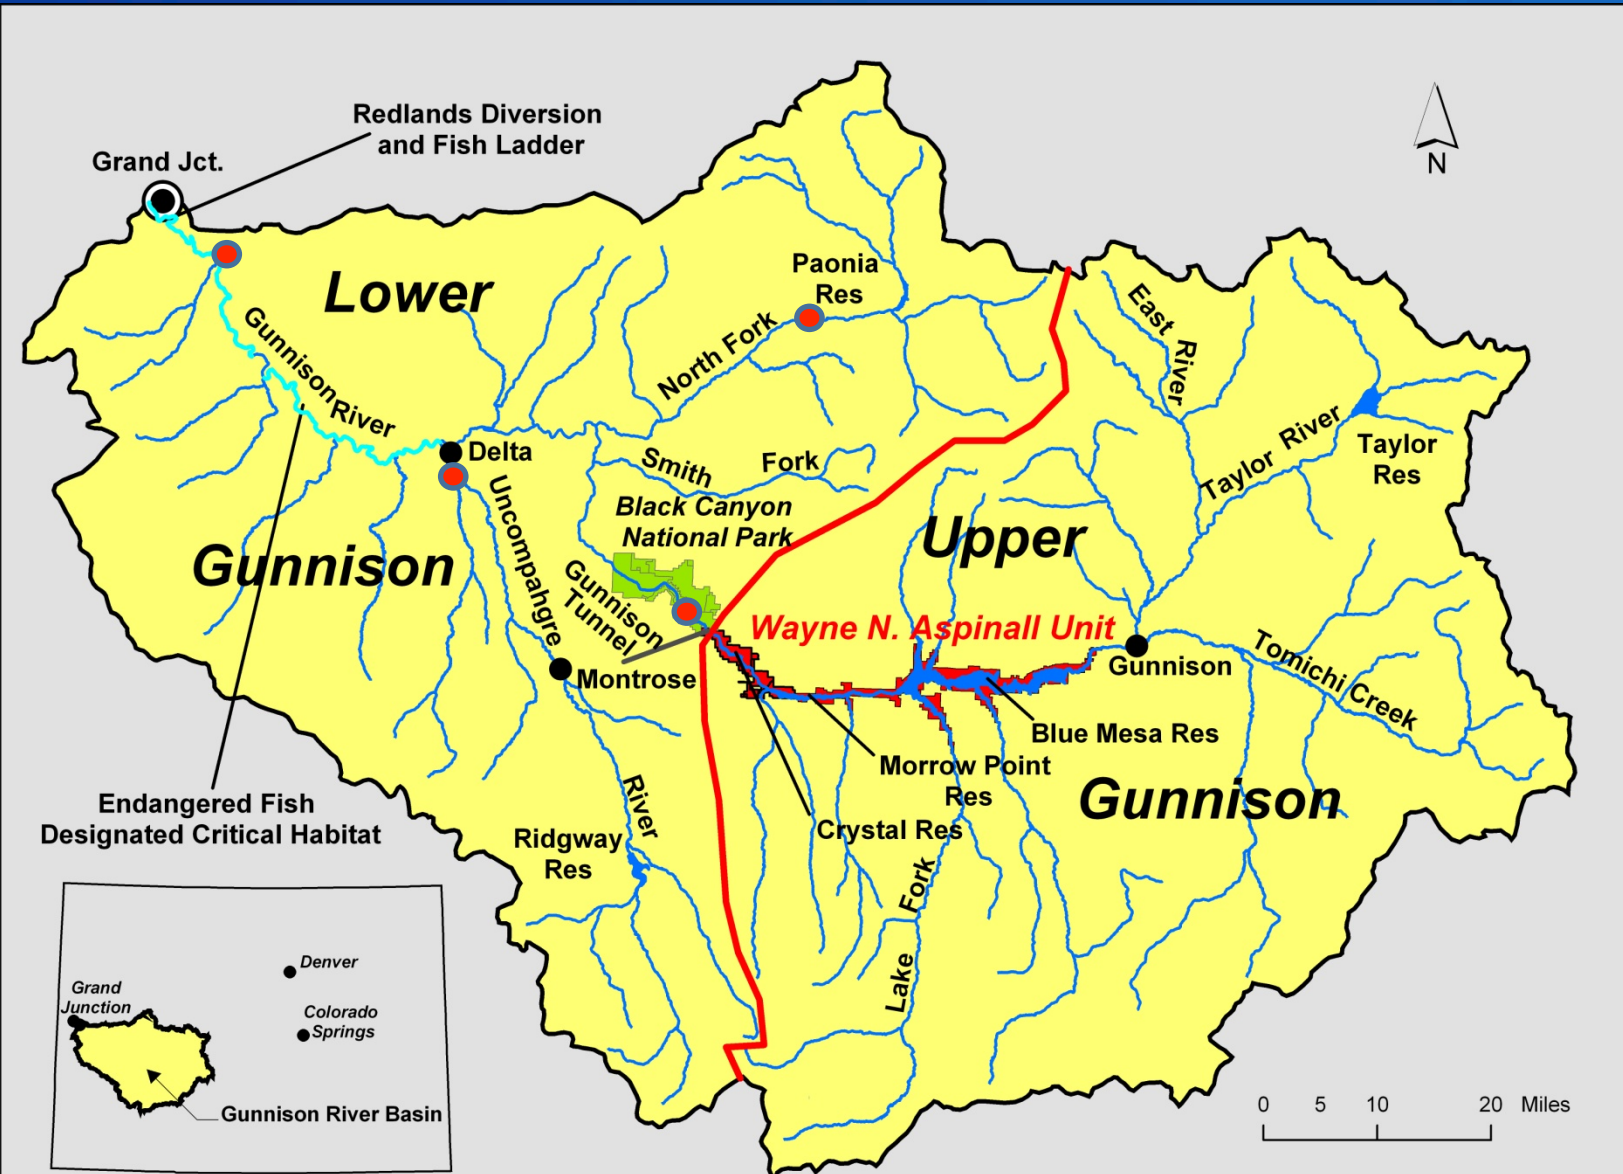 Redlands Diversion
and Fish Ladder
Grand Jct.
N
Lower
Paonia
Res
East River
Gunnison River
North Fork
Taylor River
Taylor
Res
Delta
Smith Fork
Uncompahgre
Black Canyon
National Park
Upper
Gunnison
Gunnison
Tunnel
Wayne N. Aspinall Unit
Gunnison
Tomichi Creek
Montrose
Blue Mesa Res
Morrow Point
Res
Gunnison
River
Crystal Res
Endangered Fish
Designated Critical Habitat
Ridgway
Res
Lake Fork
Denver
Grand
Junction
Colorado
Springs
Gunnison River Basin
0 5 10 20 Miles